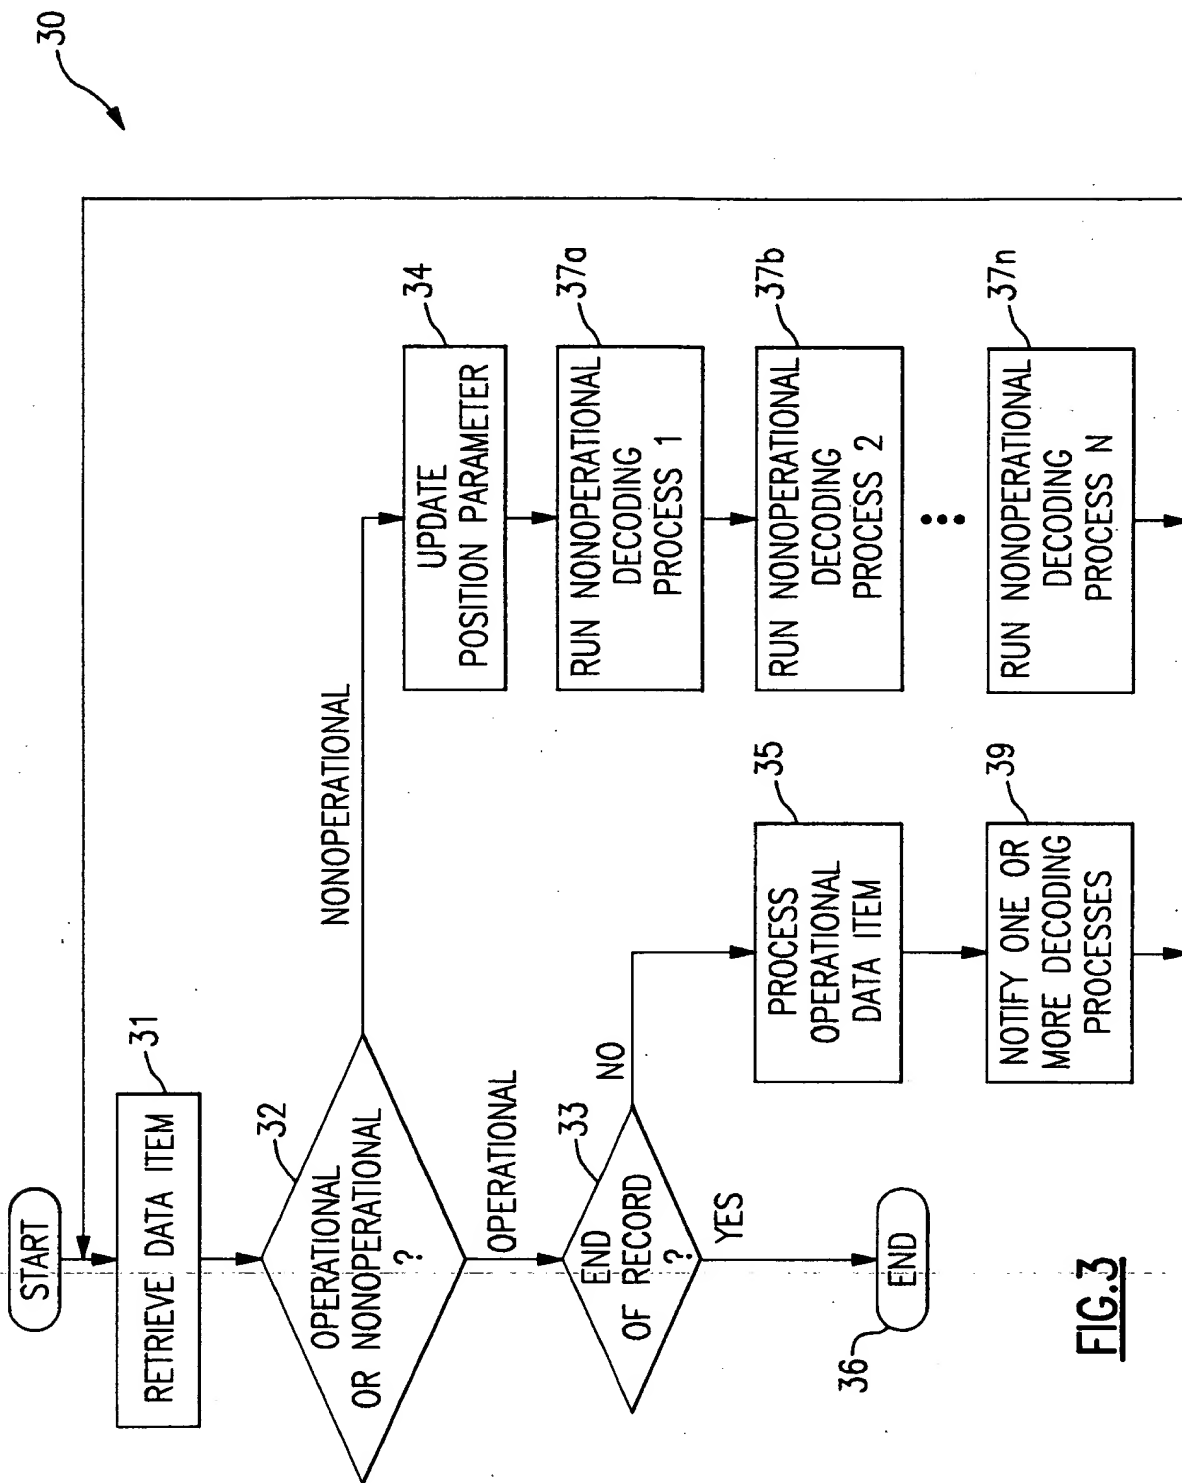 30
START
RETRIEVE DATA ITEM
31
OPERATIONAL
OR NONOPERATIONAL
?
32
NONOPERATIONAL
OPERATIONAL
UPDATE
POSITION PARAMETER
34
RUN NONOPERATIONAL
DECODING
PROCESS 1
37a
RUN NONOPERATIONAL
DECODING
PROCESS 2
37b
RUN NONOPERATIONAL
DECODING
PROCESS N
37n
END
OF RECORD
?
33
NO
YES
PROCESS
OPERATIONAL
DATA ITEM
35
NOTIFY ONE OR
MORE DECODING
PROCESSES
39
END
36
FIG.3